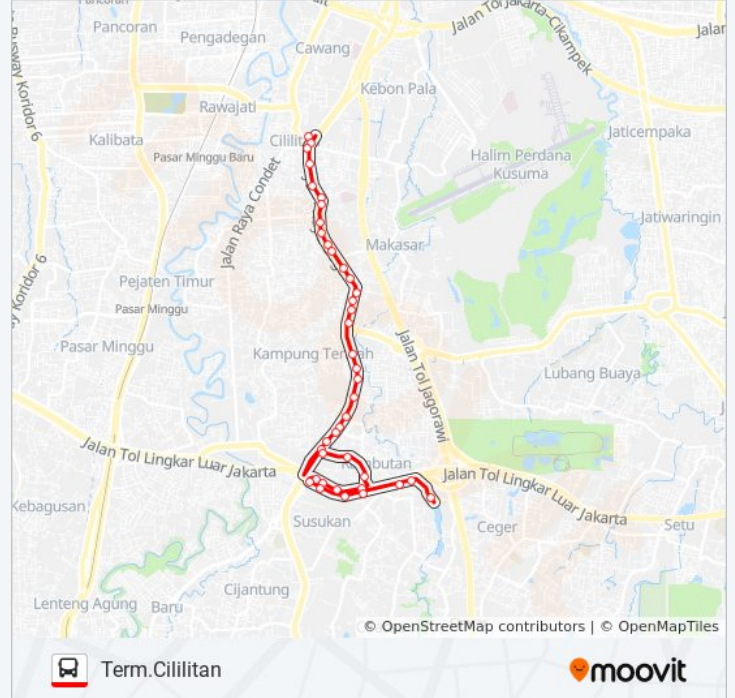 Pancoran
Pengadegan
Cawang
Jalan Tol Jakarta-Cikampek
Jalan
Busway Koridor 6
Kebon Pala
Rawajati
Kalibata
Cililitan
Pasar Minggu Baru
Jaticempaka
Halim Perdana
Kusuma
Jalan Raya Condet
Jatiwaringin
Makasar
Koridor 6
Pejaten Timur
Pasar Minggu
Pasar Minggu
Kampung Tengah
Jalan Tol Jagorawi
Lubang Buaya
Jalan Tol Lingkar Luar Jakarta
Rambutan
Jalan Tol Lingkar Luar Jakarta
Kebagusan
Susukan
Ceger
Setu
Cijantung
Lenteng Agung
Baru
© OpenStreetMap contributors | © OpenMapTiles
Term.Cililitan
moovit